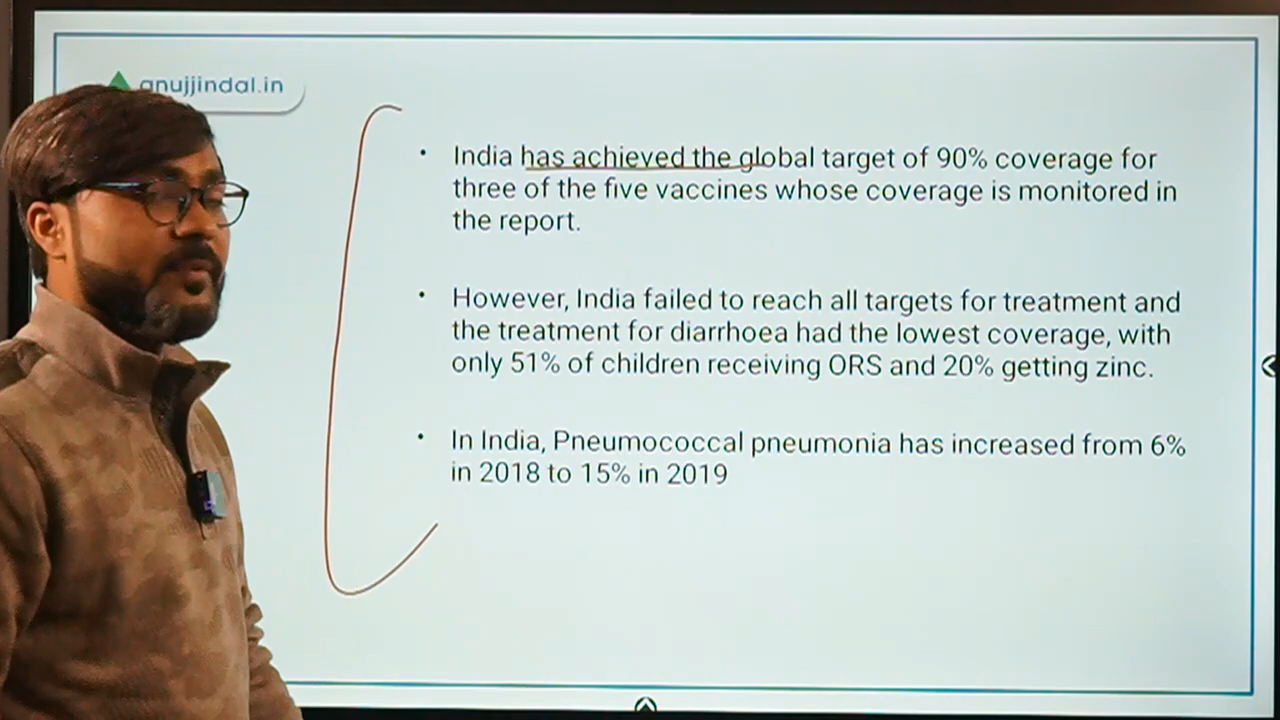 anujjindal.in
• India has achieved the global target of 90% coverage for
three of the five vaccines whose coverage is monitored in
the report.
• However, India failed to reach all targets for treatment and
the treatment for diarrhoea had the lowest coverage, with
only 51% of children receiving ORS and 20% getting zinc.
• In India, Pneumococcal pneumonia has increased from 6%
in 2018 to 15% in 2019